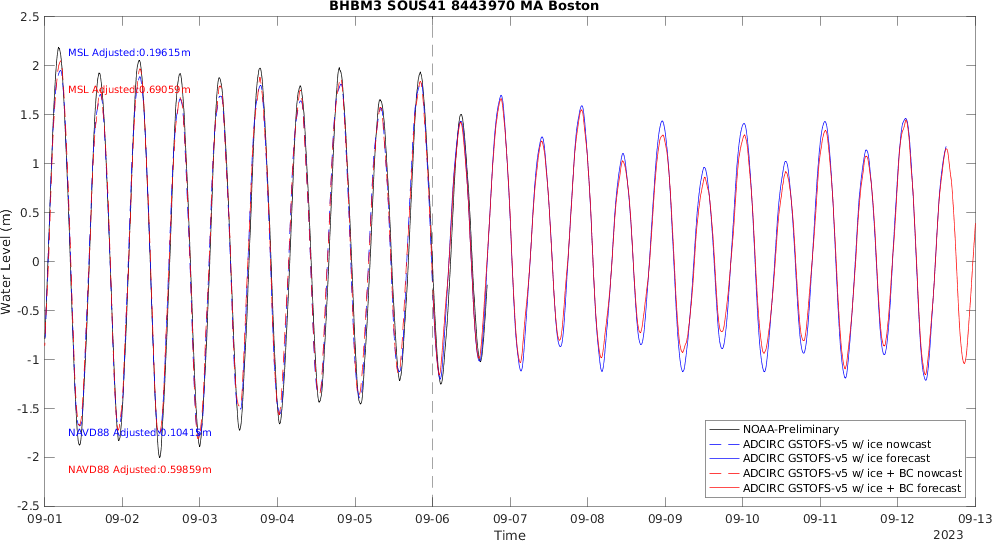 BHBM3 SOUS41 8443970 MA Boston
2.5
2
1.5
1
0.5
0
-0.5
-1
-1.5
-2
-2.5
Water Level (m)
MSL Adjusted:0.19615m
MSL Adjusted:0.69059m
NAVD88 Adjusted:0.10415m
NAVD88 Adjusted:0.59859m
NOAA-Preliminary
ADCIRC GSTOFS-v5 w/ ice nowcast
ADCIRC GSTOFS-v5 w/ ice forecast
ADCIRC GSTOFS-v5 w/ ice + BC nowcast
ADCIRC GSTOFS-v5 w/ ice + BC forecast
09-01 09-02 09-03 09-04 09-05 09-06 09-07 09-08 09-09 09-10 09-11 09-12 09-13
Time
2023